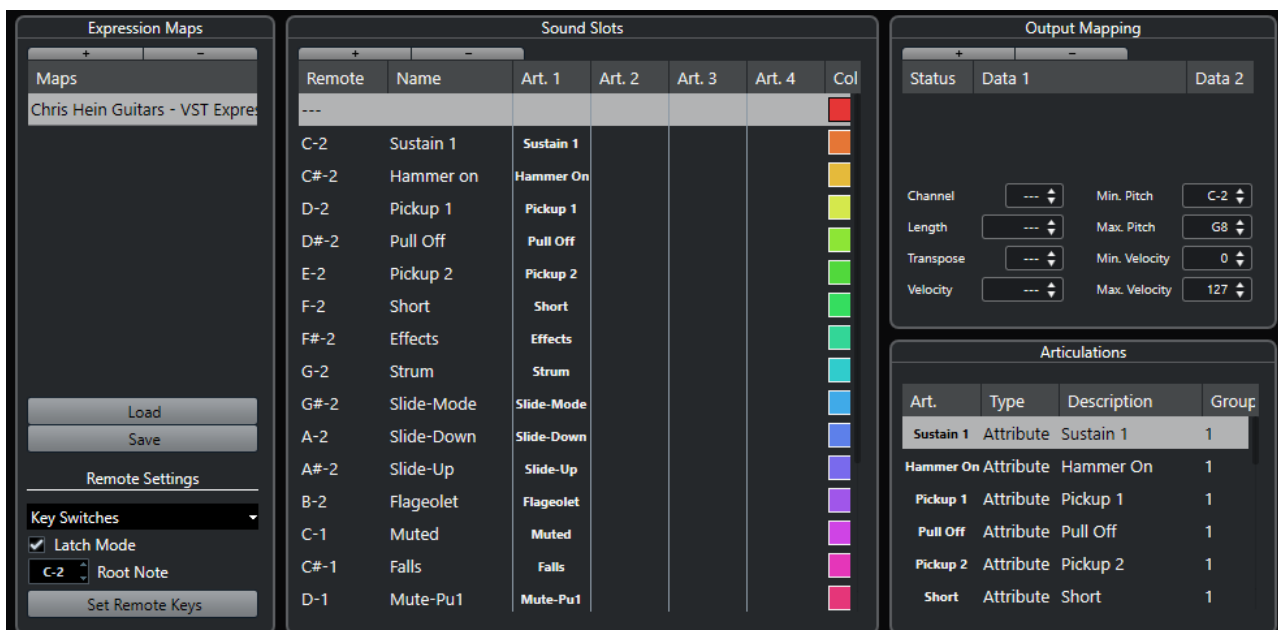 Expression Maps
+ -
Maps
Chris Hein Guitars - VST Expres
Load
Save
Remote Settings
Key Switches
Latch Mode
C-2 Root Note
Set Remote Keys
Sound Slots
+ -
Remote Name Art. 1 Art. 2 Art. 3 Art. 4 Col
---
C-2 Sustain 1 Sustain 1
C#-2 Hammer on Hammer On
D-2 Pickup 1 Pickup 1
D#-2 Pull Off Pull Off
E-2 Pickup 2 Pickup 2
F-2 Short Short
F#-2 Effects Effects
G-2 Strum Strum
G#-2 Slide-Mode Slide-Mode
A-2 Slide-Down Slide-Down
A#-2 Slide-Up Slide-Up
B-2 Flageolet Flageolet
C-1 Muted Muted
C#-1 Falls Falls
D-1 Mute-Pu1 Mute-Pu1
Output Mapping
+ -
Status Data 1 Data 2
Channel --- Min. Pitch C-2
Length --- Max. Pitch G8
Transpose --- Min. Velocity 0
Velocity --- Max. Velocity 127
Articulations
Art. Type Description Group
Sustain 1 Attribute Sustain 1 1
Hammer On Attribute Hammer On 1
Pickup 1 Attribute Pickup 1 1
Pull Off Attribute Pull Off 1
Pickup 2 Attribute Pickup 2 1
Short Attribute Short 1